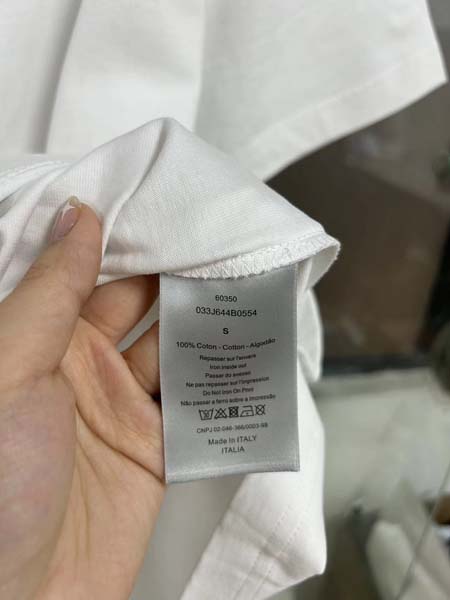 60350
033J644B0554
S
100% Coton - Cotton - Algodão
Repasser sur l'envers
Iron inside out
Passar do avesso
Ne pas repasser sur l'impression
Do Not Iron On Print
Não passar a ferro sobre a impressão
CNPJ 02-046-366/0003-98
Made In ITALY
ITALIA